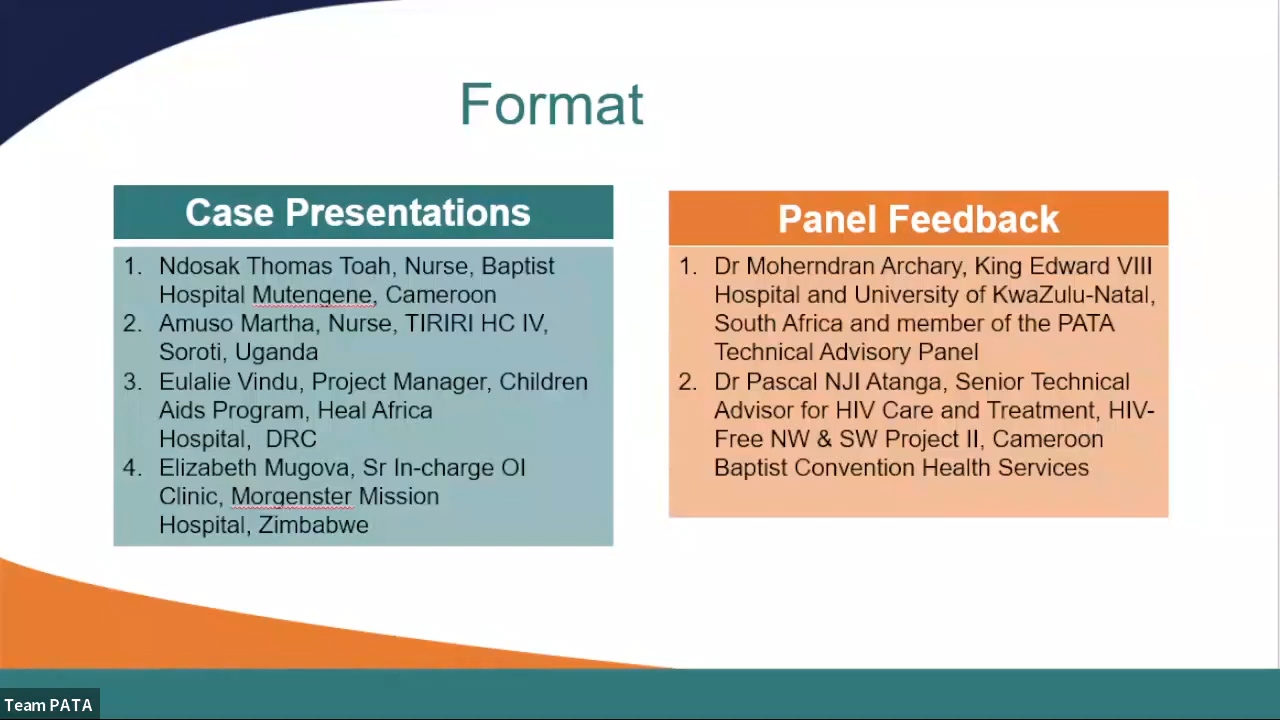 Format
Case Presentations
1. Ndosak Thomas Toah, Nurse, Baptist
Hospital Mutengene, Cameroon
2. Amuso Martha, Nurse, TIRIRI HC IV,
Soroti, Uganda
3. Eulalie Vindu, Project Manager, Children
Aids Program, Heal Africa
Hospital, DRC
4. Elizabeth Mugova, Sr In-charge OI
Clinic, Morgenster Mission
Hospital, Zimbabwe
Panel Feedback
1. Dr Moherndran Archary, King Edward VIII
Hospital and University of KwaZulu-Natal,
South Africa and member of the PATA
Technical Advisory Panel
2. Dr Pascal NJI Atanga, Senior Technical
Advisor for HIV Care and Treatment, HIV-
Free NW & SW Project II, Cameroon
Baptist Convention Health Services
Team PATA